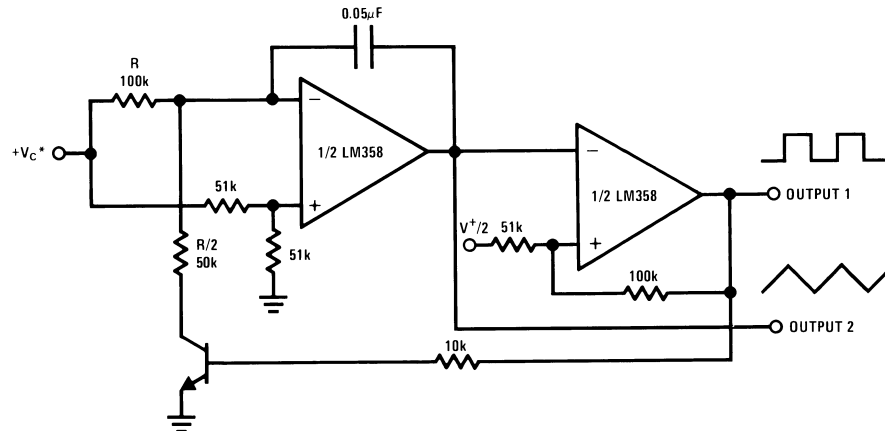 0.05µF
R
100k
+VC*
1/2 LM358
51k
51k
R/2
50k
V+/2
51k
1/2 LM358
100k
10k
OUTPUT 1
OUTPUT 2
−
+
−
+